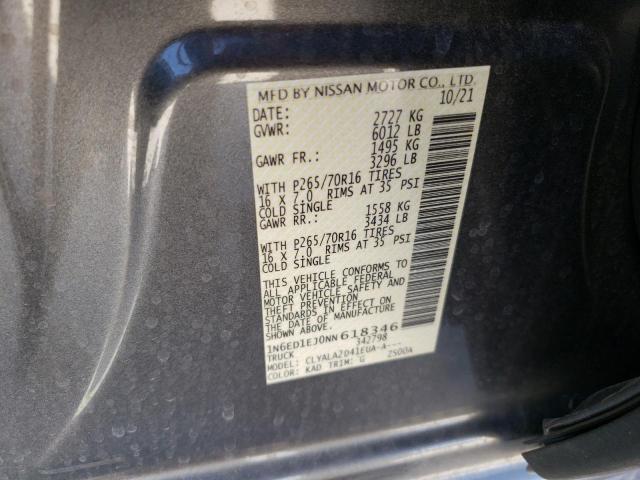 MFD BY NISSAN MOTOR CO., LTD.
DATE: 10/21
GVWR: 2727 KG
6012 LB
GAWR FR.: 1495 KG
3296 LB
WITH P265/70R16 TIRES
16 X 7.0 RIMS AT 35 PSI
COLD SINGLE
GAWR RR.: 1558 KG
3434 LB
WITH P265/70R16 TIRES
16 X 7.0 RIMS AT 35 PSI
COLD SINGLE
THIS VEHICLE CONFORMS TO
ALL APPLICABLE FEDERAL
MOTOR VEHICLE SAFETY AND
THEFT PREVENTION
STANDARDS IN EFFECT ON
THE DATE OF MANUFACTURE
SHOWN ABOVE.
1N6ED1EJ0NN618346
TRUCK 342798
MODEL: CLYALAZD41EUA-A---
COLOR: KAD TRIM: G 2S00A